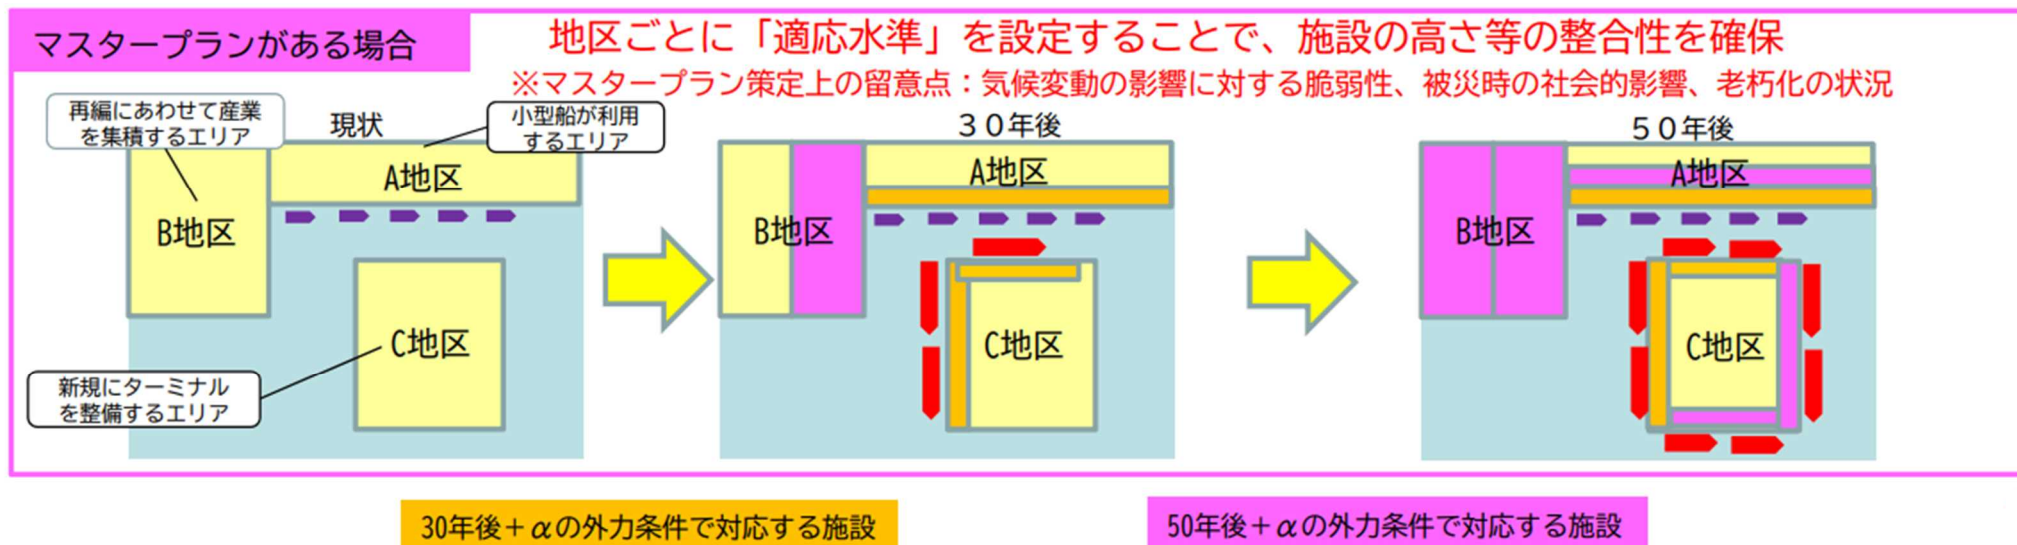 マスタープランがある場合
地区ごとに「適応水準」を設定することで、施設の高さ等の整合性を確保
※マスタープラン策定上の留意点：気候変動の影響に対する脆弱性、被災時の社会的影響、老朽化の状況
再編にあわせて産業
を集積するエリア
現状
小型船が利用
するエリア
A地区
B地区
C地区
新規にターミナル
を整備するエリア
３０年後
A地区
B地区
C地区
５０年後
A地区
B地区
C地区
30年後＋αの外力条件で対応する施設
50年後＋αの外力条件で対応する施設